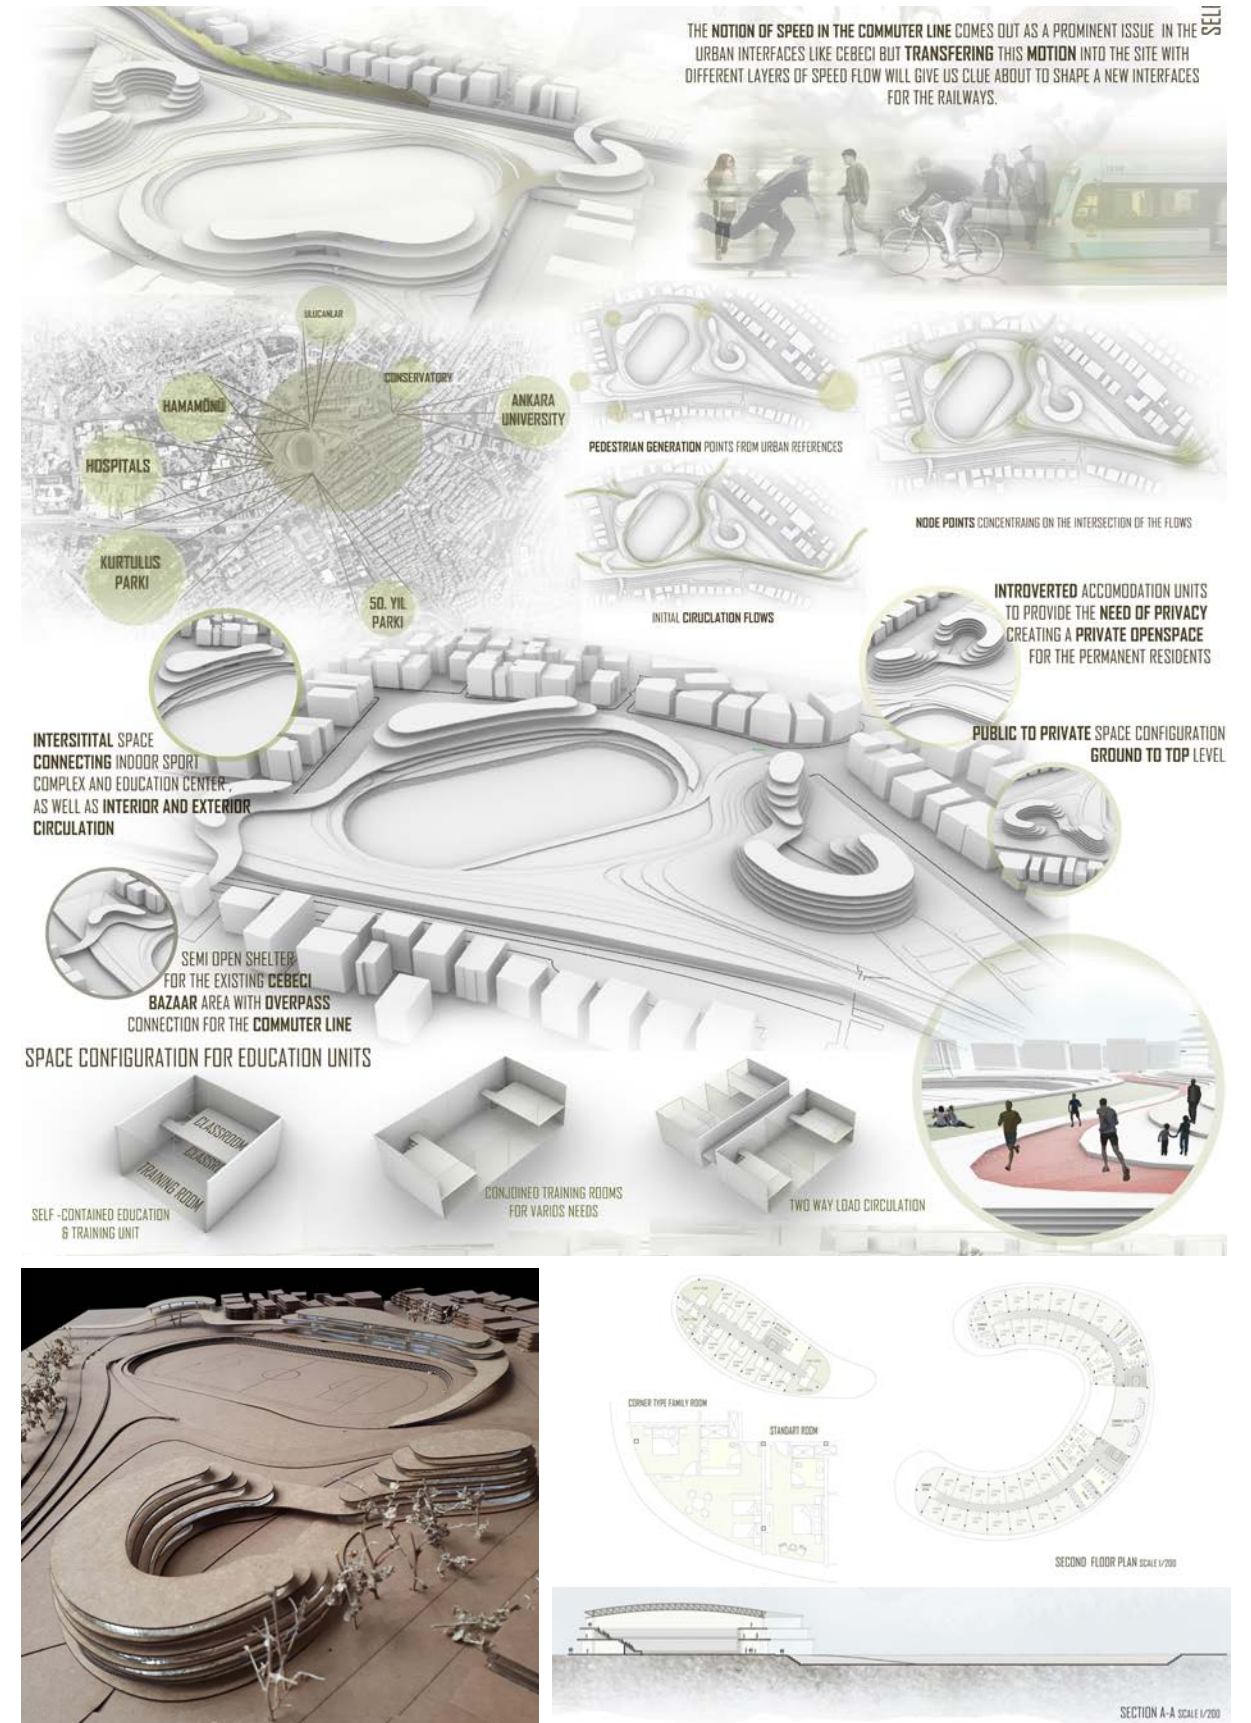 SELI
THE NOTION OF SPEED IN THE COMMUTER LINE COMES OUT AS A PROMINENT ISSUE IN THE
URBAN INTERFACES LIKE CEBECI BUT TRANSFERING THIS MOTION INTO THE SITE WITH
DIFFERENT LAYERS OF SPEED FLOW WILL GIVE US CLUE ABOUT TO SHAPE A NEW INTERFACES
FOR THE RAILWAYS.
ULUCANLAR
CONSERVATORY
HAMAMÖNÜ
ANKARA
UNIVERSITY
HOSPITALS
KURTULUS
PARKI
50. YIL
PARKI
PEDESTRIAN GENERATION POINTS FROM URBAN REFERENCES
NODE POINTS CONCENTRAING ON THE INTERSECTION OF THE FLOWS
INITIAL CIRUCLATION FLOWS
INTROVERTED ACCOMODATION UNITS
TO PROVIDE THE NEED OF PRIVACY
CREATING A PRIVATE OPENSPACE
FOR THE PERMANENT RESIDENTS
PUBLIC TO PRIVATE SPACE CONFIGURATION
GROUND TO TOP LEVEL
INTERSITITAL SPACE
CONNECTING INDOOR SPORT
COMPLEX AND EDUCATION CENTER ,
AS WELL AS INTERIOR AND EXTERIOR
CIRCULATION
SEMI OPEN SHELTER
FOR THE EXISTING CEBECI
BAZAAR AREA WITH OVERPASS
CONNECTION FOR THE COMMUTER LINE
SPACE CONFIGURATION FOR EDUCATION UNITS
CLASSROOM
CLASSROOM
TRAINING ROOM
SELF -CONTAINED EDUCATION
& TRAINING UNIT
CONJOINED TRAINING ROOMS
FOR VARIOS NEEDS
TWO WAY LOAD CIRCULATION
CORNER TYPE FAMILY ROOM
STANDART ROOM
SECOND FLOOR PLAN SCALE 1/200
SECTION A-A SCALE 1/200